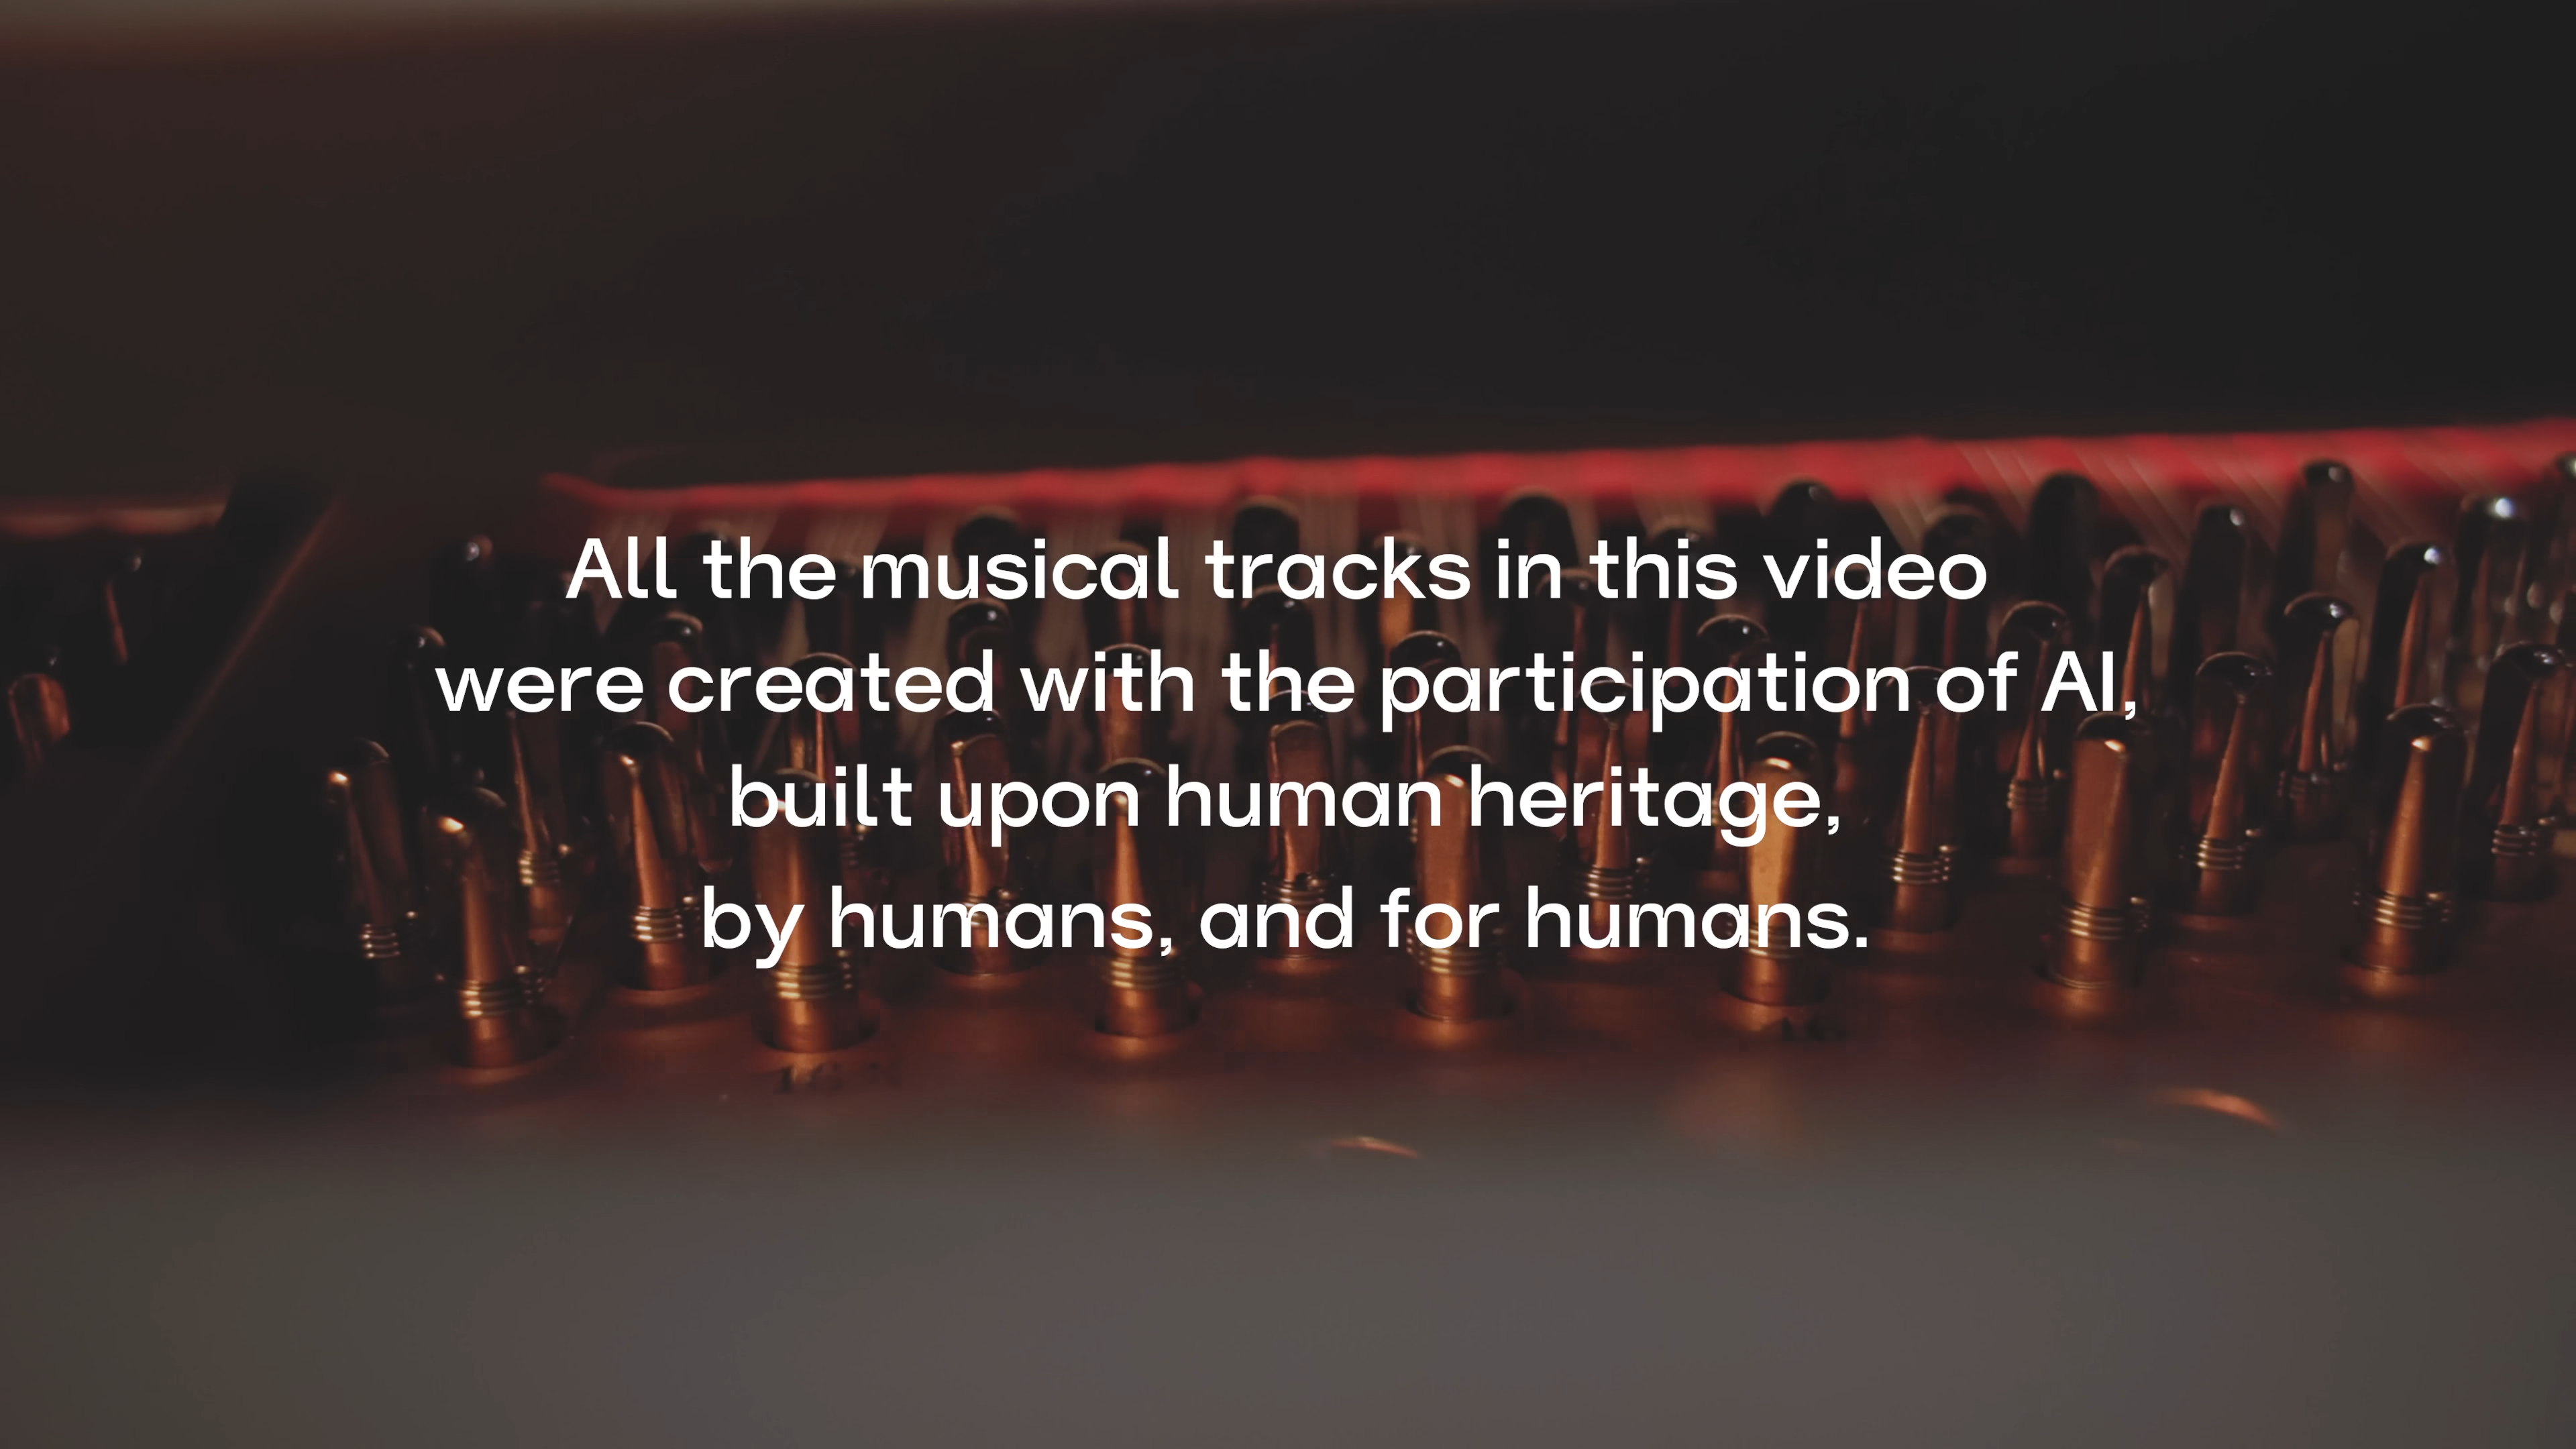 All the musical tracks in this video
were created with the participation of AI,
built upon human heritage,
by humans, and for humans.